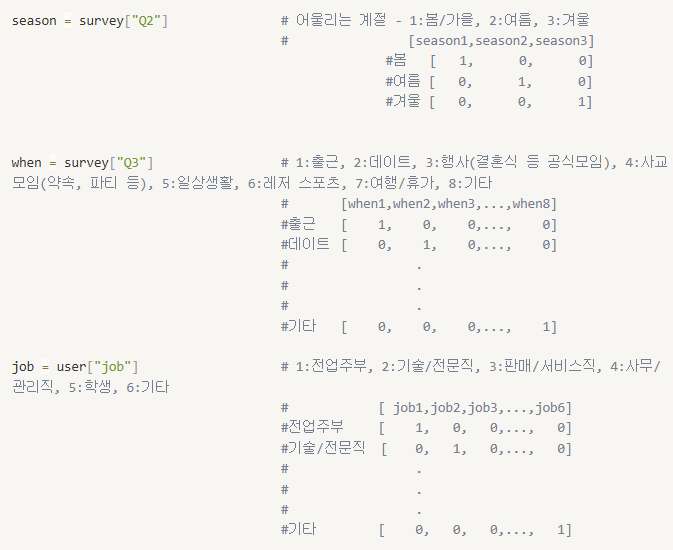 season = survey["Q2"] # 어울리는 계절 - 1:봄/가을, 2:여름, 3:겨울
# [season1,season2,season3]
#봄 [ 1, 0, 0]
#여름 [ 0, 1, 0]
#겨울 [ 0, 0, 1]
when = survey["Q3"] # 1:출근, 2:데이트, 3:행사(결혼식 등 공식모임), 4:사교
모임(약속, 파티 등), 5:일상생활, 6:레저 스포츠, 7:여행/휴가, 8:기타
# [when1,when2,when3,...,when8]
#출근 [ 1, 0, 0,..., 0]
#데이트 [ 0, 1, 0,..., 0]
# .
# .
# .
#기타 [ 0, 0, 0,..., 1]
job = user["job"] # 1:전업주부, 2:기술/전문직, 3:판매/서비스직, 4:사무/
관리직, 5:학생, 6:기타
# [ job1,job2,job3,...,job6]
#전업주부 [ 1, 0, 0,..., 0]
#기술/전문직 [ 0, 1, 0,..., 0]
# .
# .
# .
#기타 [ 0, 0, 0,..., 1]